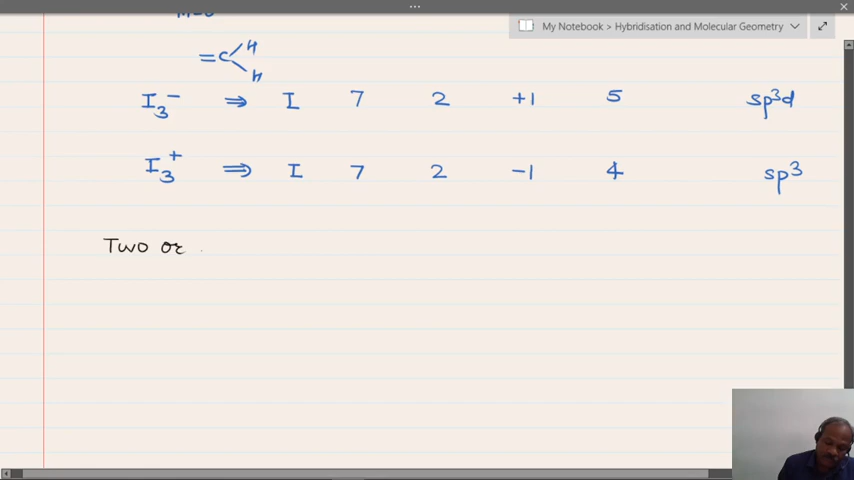 My Notebook > Hybridisation and Molecular Geometry
=C H
H
I₃⁻ ⇒ I 7 2 +1 5 sp³d
I₃⁺ ⇒ I 7 2 -1 4 sp³
Two or